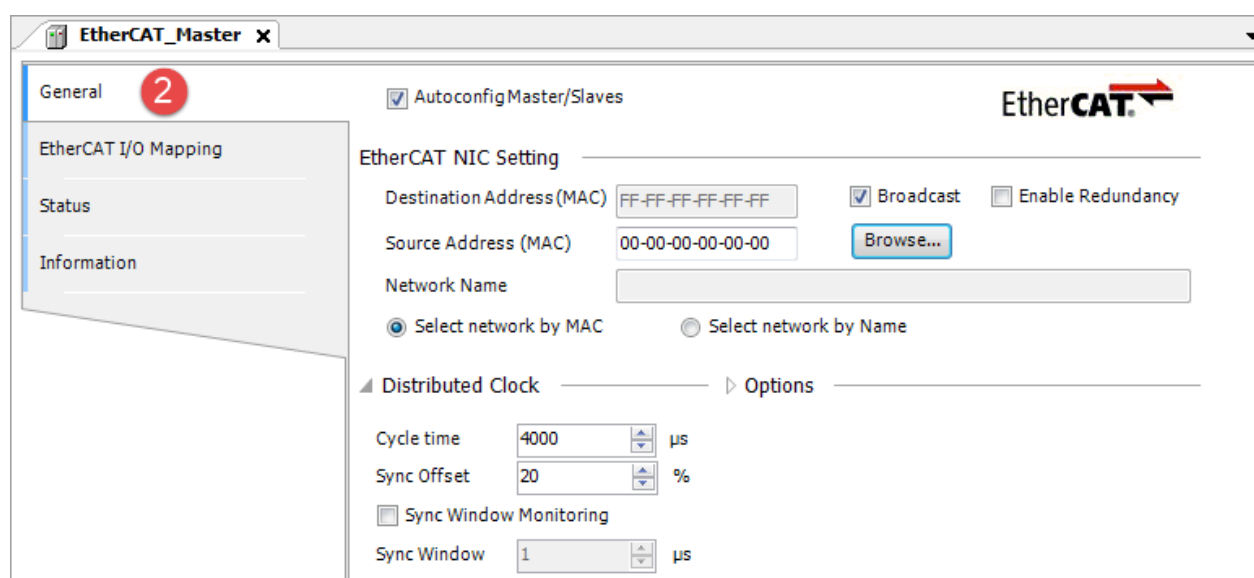 EtherCAT_Master
General 2
Autoconfig Master/Slaves
EtherCAT.
EtherCAT I/O Mapping
Status
Information
EtherCAT NIC Setting
Destination Address (MAC) FF-FF-FF-FF-FF-FF Broadcast Enable Redundancy
Source Address (MAC) 00-00-00-00-00-00 Browse...
Network Name
Select network by MAC Select network by Name
Distributed Clock Options
Cycle time 4000 µs
Sync Offset 20 %
Sync Window Monitoring
Sync Window 1 µs